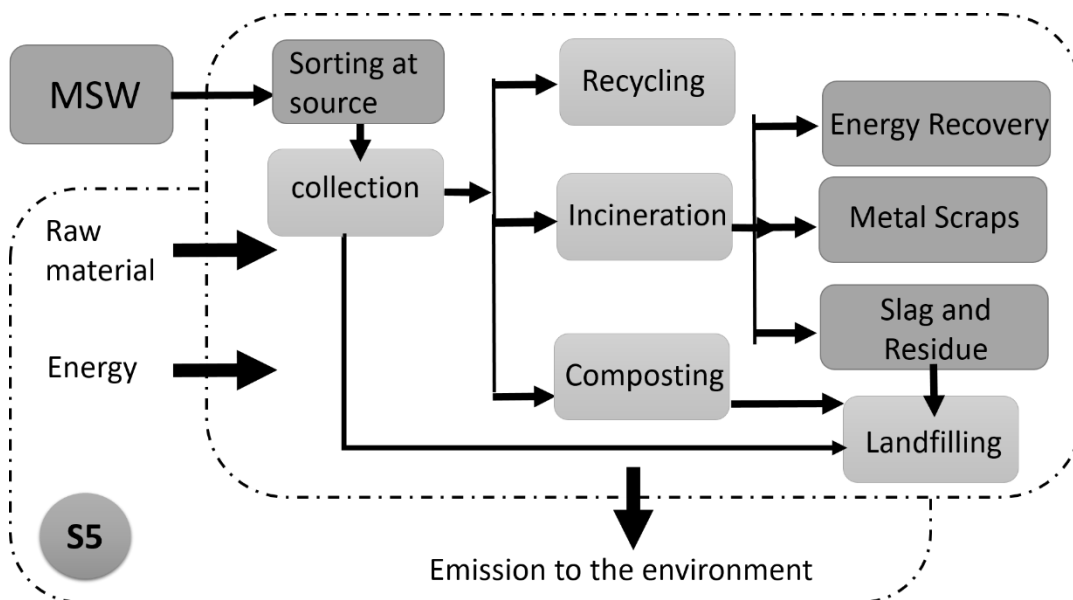 MSW
Sorting at
source
collection
Recycling
Incineration
Composting
Energy Recovery
Metal Scraps
Slag and
Residue
Landfilling
Raw
material
Energy
S5
Emission to the environment